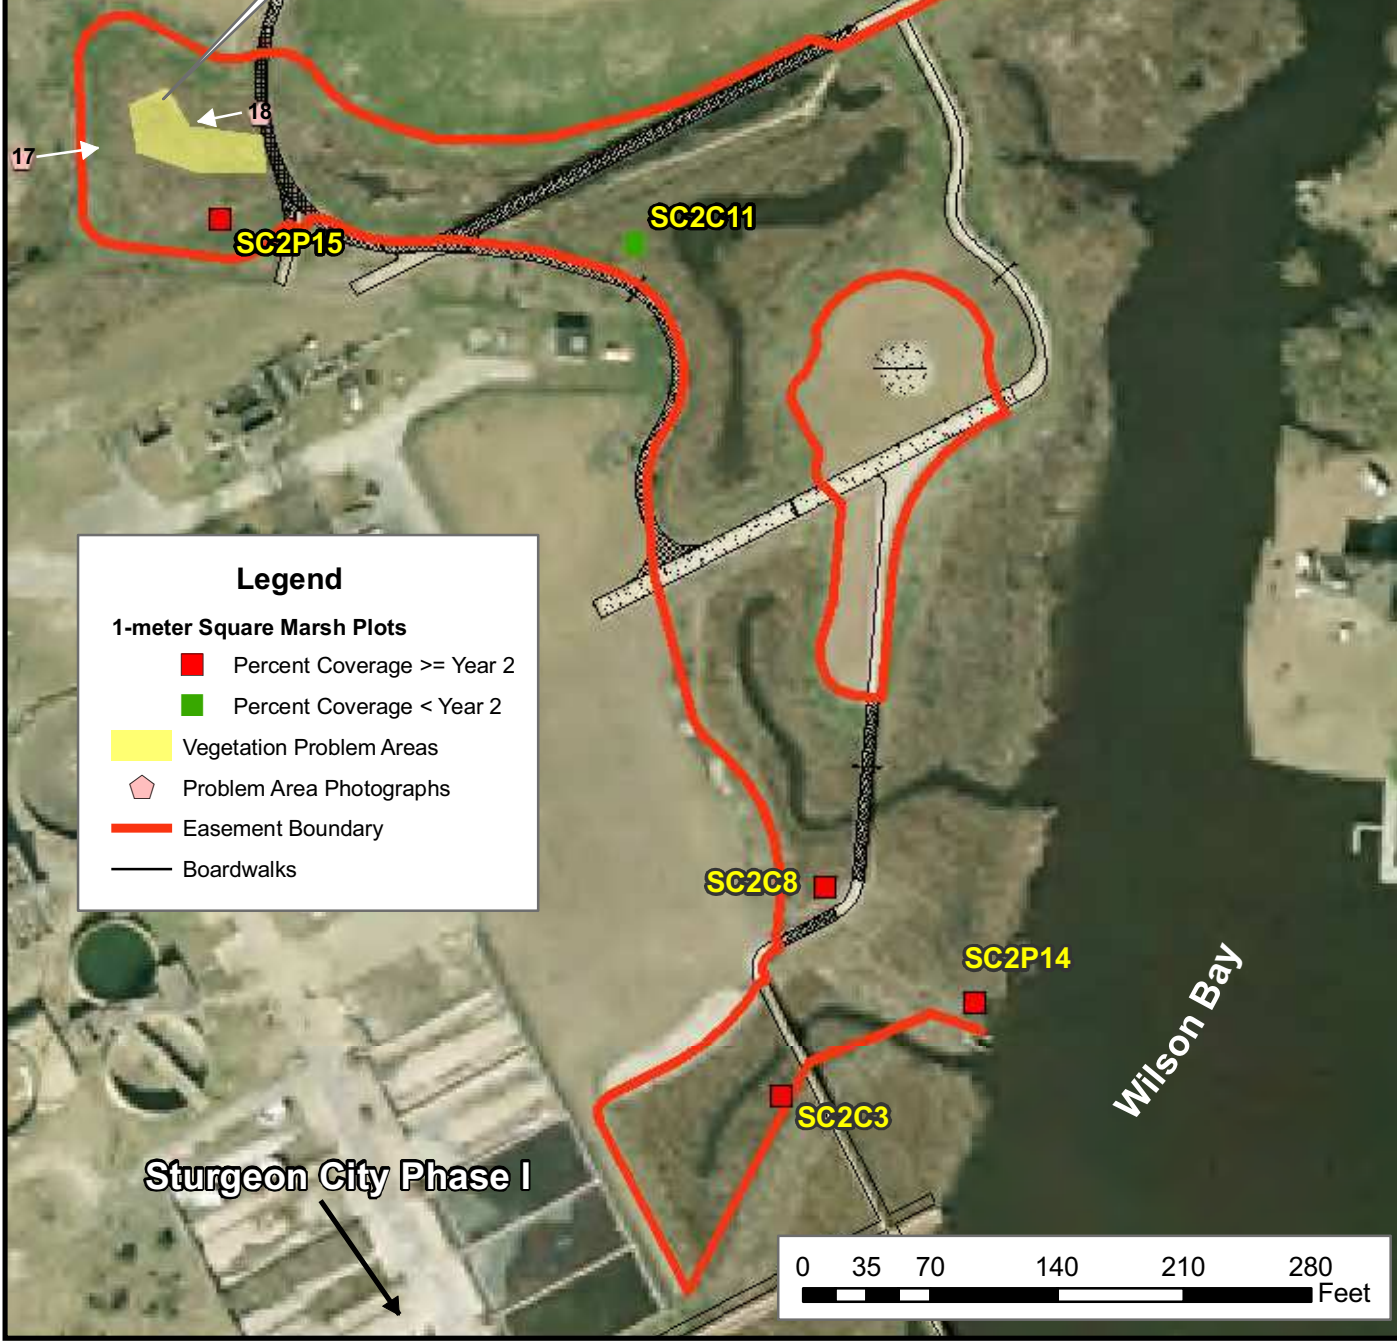 18
17
SC2C11
SC2P15
Legend
1-meter Square Marsh Plots
Percent Coverage >= Year 2
Percent Coverage < Year 2
Vegetation Problem Areas
Problem Area Photographs
Easement Boundary
Boardwalks
SC2C8
SC2P14
Wilson Bay
SC2C3
Sturgeon City Phase I
0 35 70 140 210 280
Feet